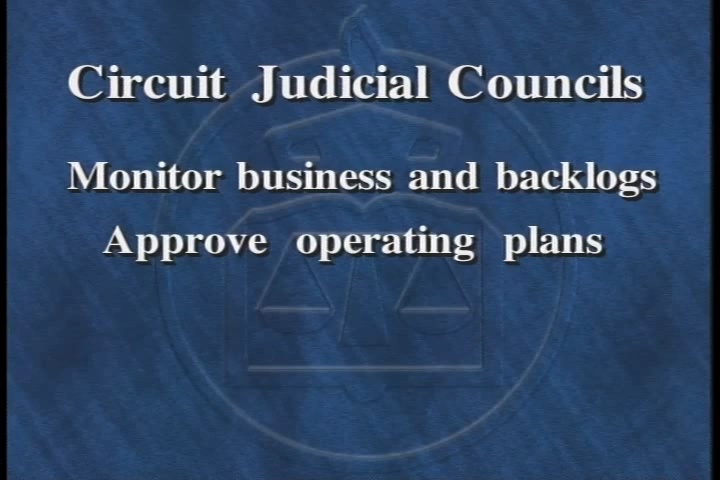 Circuit Judicial Councils
Monitor business and backlogs
Approve operating plans